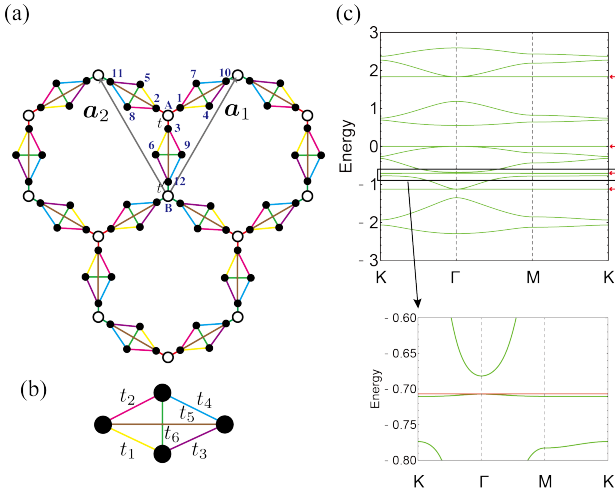 (a)
11
5
7
10
a2
8
2
A
1
4
a1
t
3
6
9
12
t
B
(b)
t2
t4
t5
t6
t1
t3
(c)
3
2
1
0
- 1
2
- 3
Energy
K
Γ
M
K
- 0.60
- 0.65
- 0.70
- 0.75
- 0.80
Energy
K
Γ
M
K